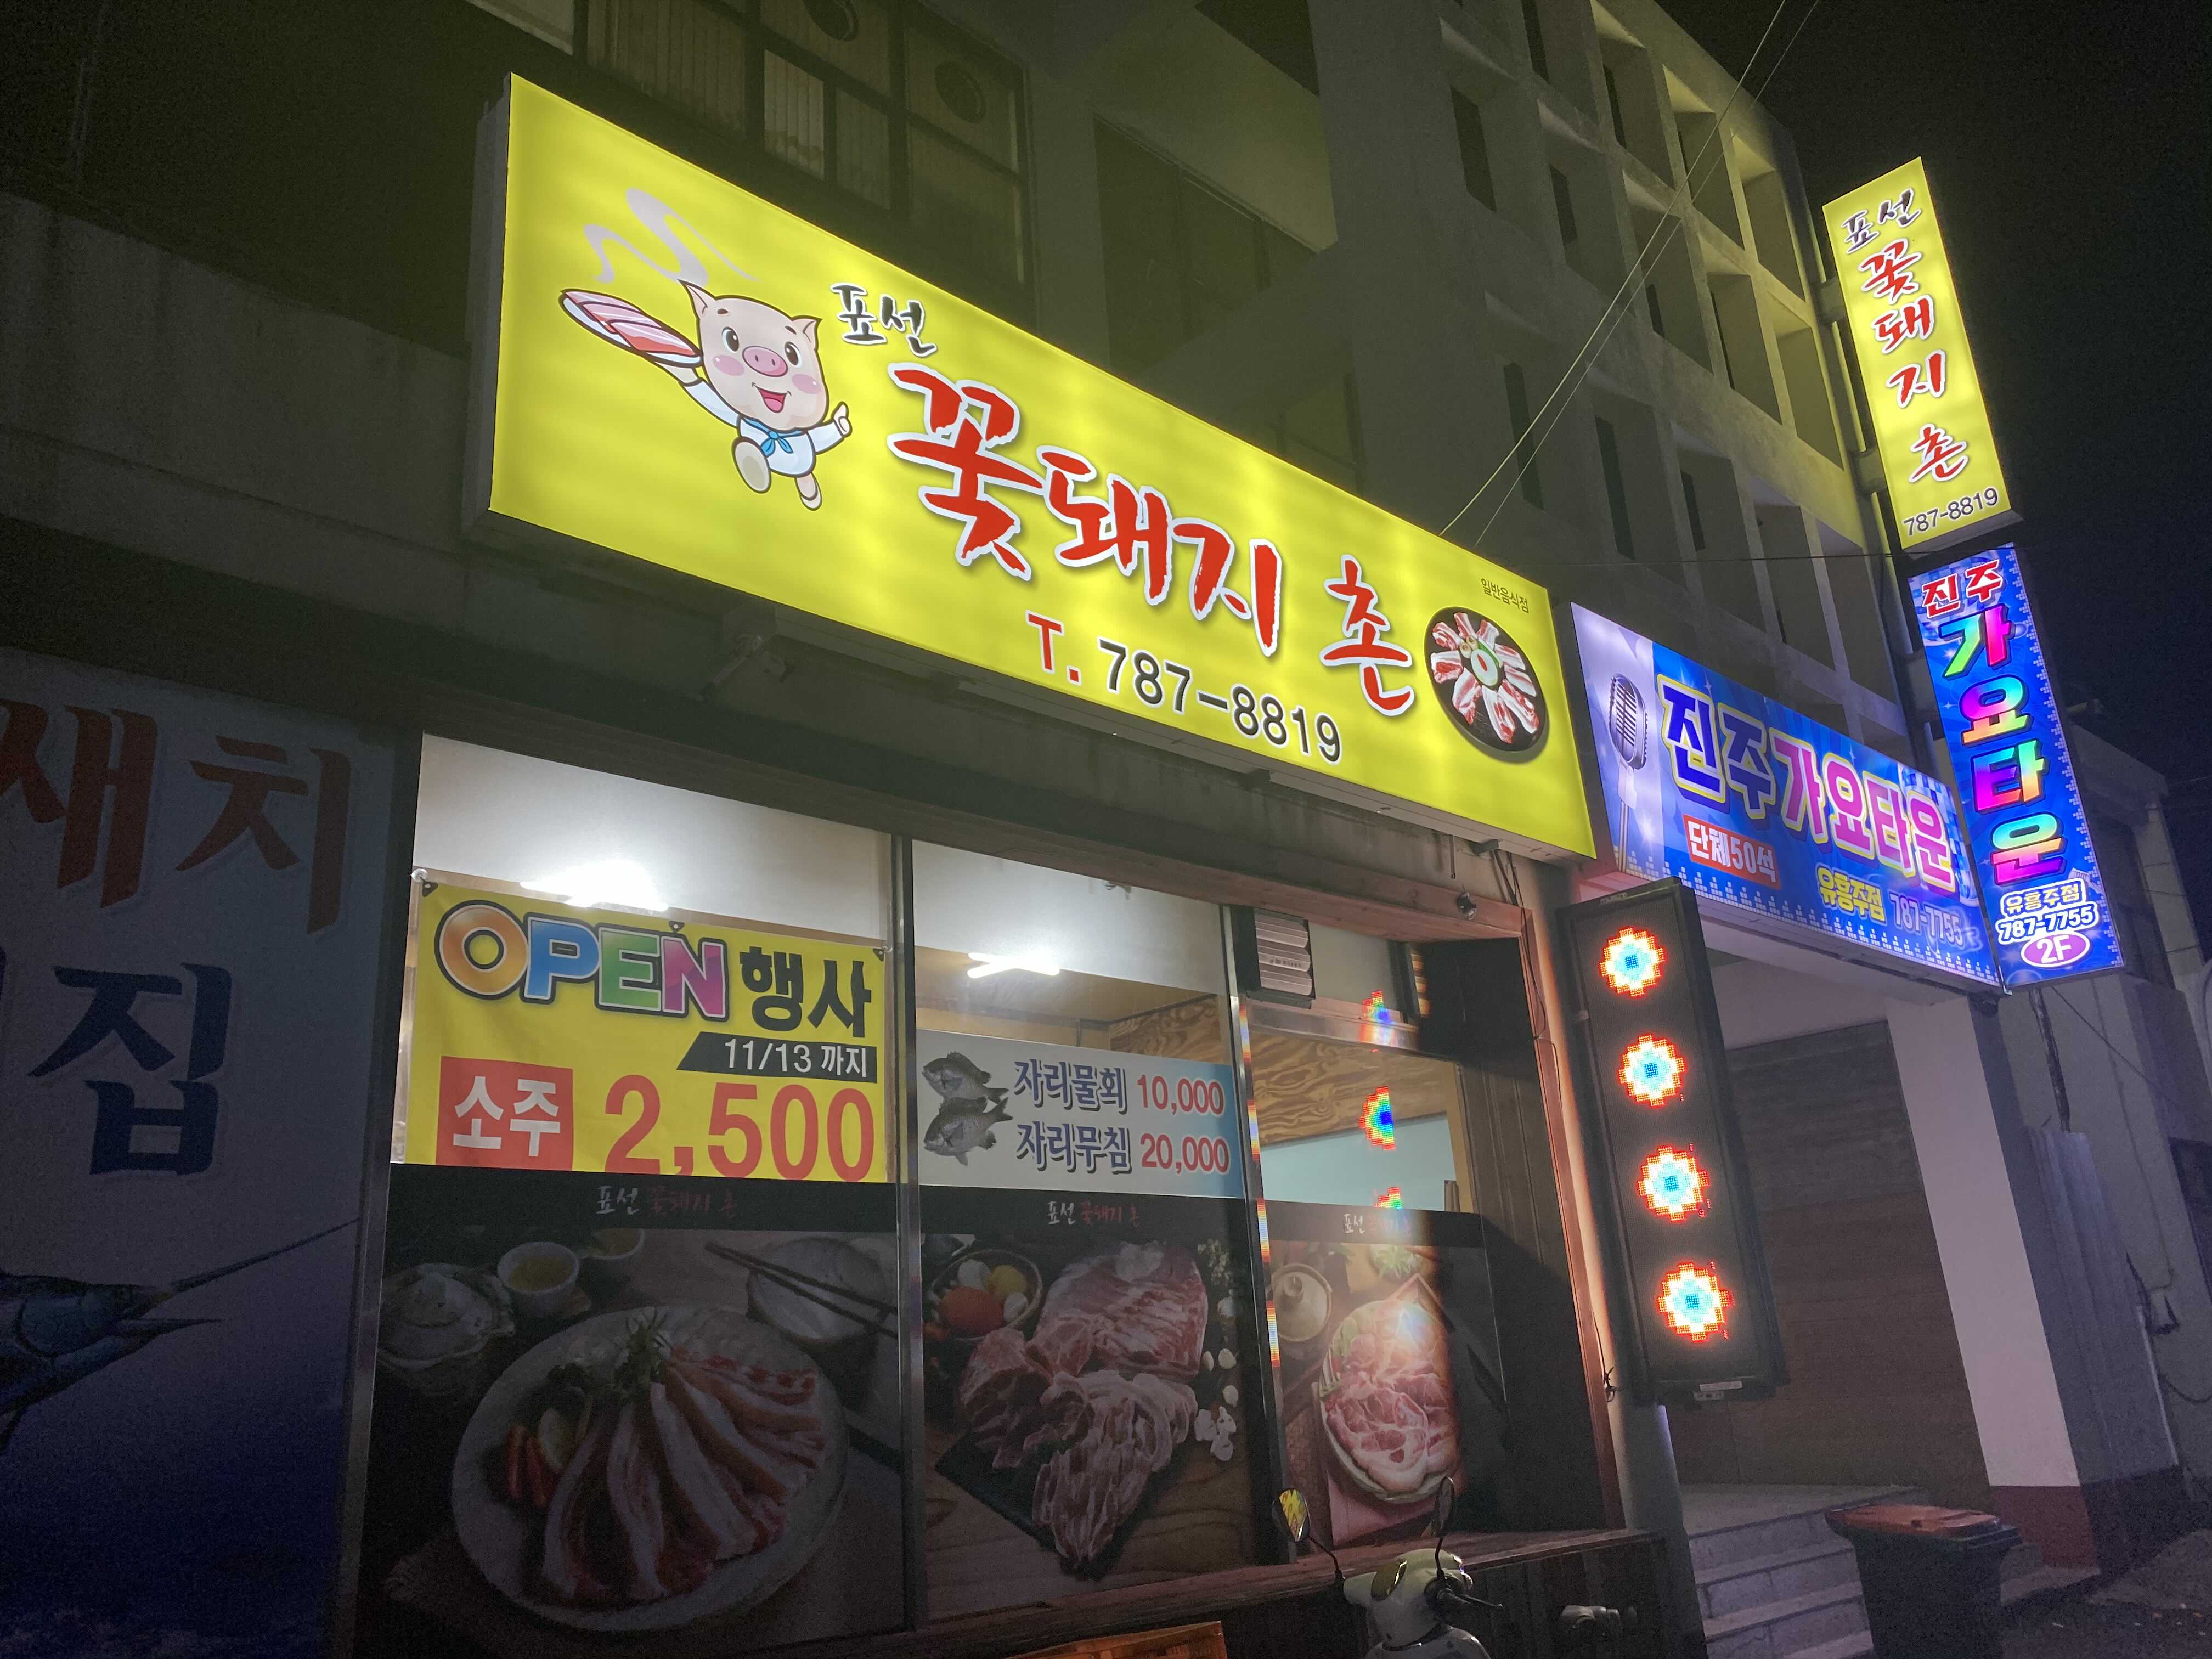 표선
꽃돼지 촌
일반음식점
T. 787-8819
표선
꽃
돼
지
촌
787-8819
진주
가
요
타
운
유흥주점
787-7755
2F
진주가요타운
단체50석
유흥주점 787-7755
새치
집
OPEN 행사
11/13 까지
소주 2,500
자리물회 10,000
자리무침 20,000
표선 꽃돼지 촌
표선 꽃돼지 촌
표선